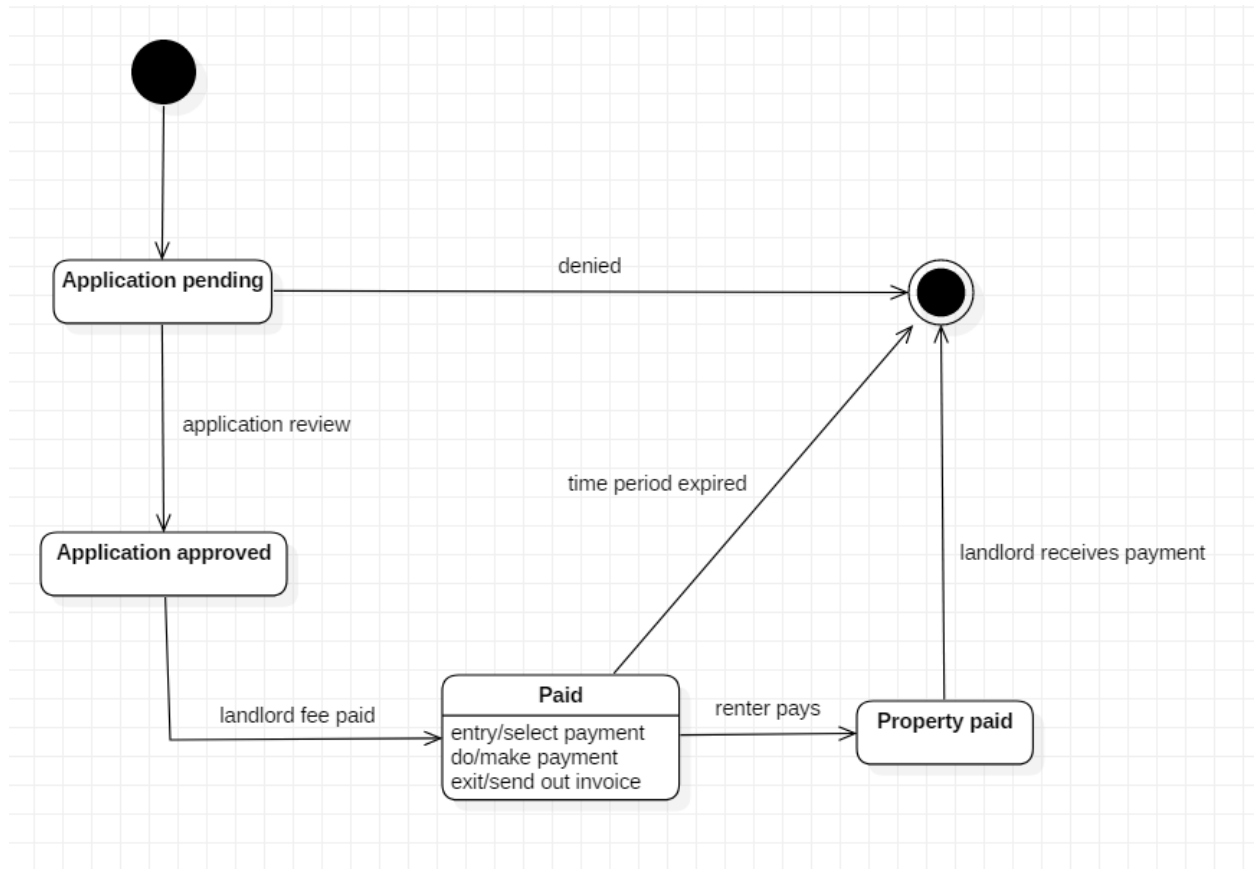 Application pending
denied
application review
time period expired
Application approved
landlord receives payment
landlord fee paid
Paid
entry/select payment
do/make payment
exit/send out invoice
renter pays
Property paid